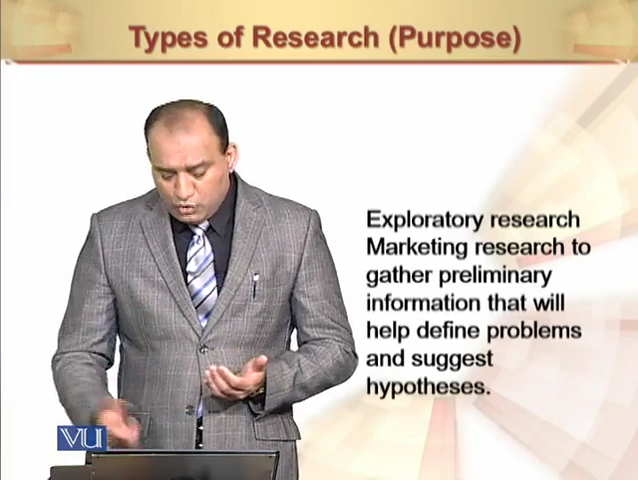 Types of Research (Purpose)
Exploratory research
Marketing research to
gather preliminary
information that will
help define problems
and suggest
hypotheses.
VU